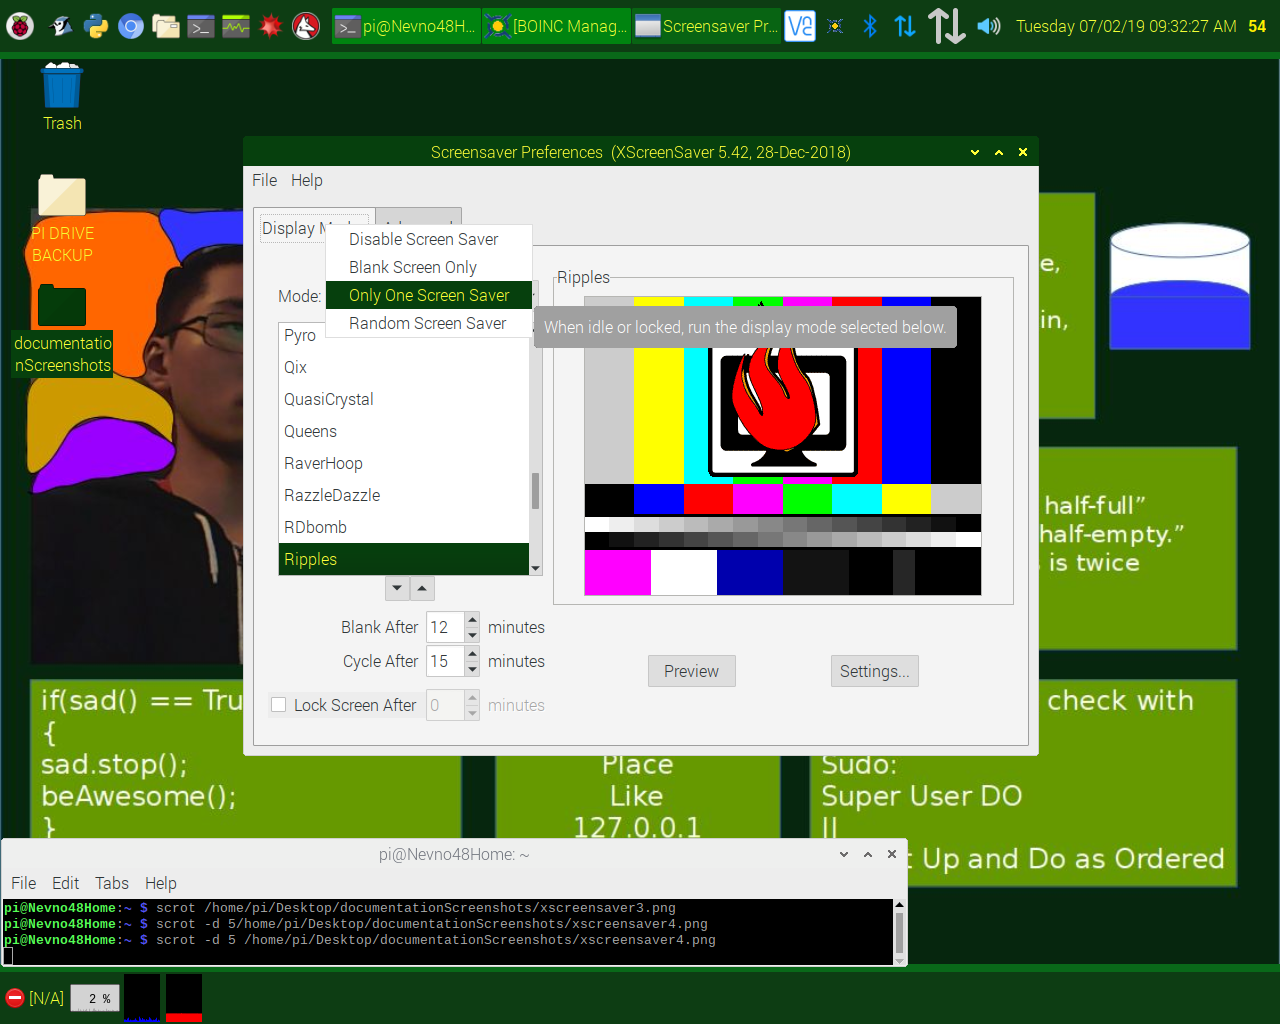 pi@Nevno48H...
[BOINC Manag...
Screensaver Pr...
Tuesday 07/02/19 09:32:27 AM
54
Trash
PI DRIVE
BACKUP
documentatio
nScreenshots
Screensaver Preferences  (XScreenSaver 5.42, 28-Dec-2018)
File Help
Display
Disable Screen Saver
Blank Screen Only
Mode:
Only One Screen Saver
Random Screen Saver
When idle or locked, run the display mode selected below.
Pyro
Qix
QuasiCrystal
Queens
RaverHoop
RazzleDazzle
RDbomb
Ripples
Ripples
Blank After 12 minutes
Cycle After 15 minutes
Lock Screen After 0 minutes
Preview
Settings...
e,
in,
half-full”
half-empty.”
is twice
if(sad() == Tru
{
sad.stop();
beAwesome();
}
Place
Like
127.0.0.1
check with
Sudo:
Super User DO
||
t Up and Do as Ordered
pi@Nevno48Home: ~
File Edit Tabs Help
pi@Nevno48Home:~ $ scrot /home/pi/Desktop/documentationScreenshots/xscreensaver3.png
pi@Nevno48Home:~ $ scrot -d 5/home/pi/Desktop/documentationScreenshots/xscreensaver4.png
pi@Nevno48Home:~ $ scrot -d 5 /home/pi/Desktop/documentationScreenshots/xscreensaver4.png
[N/A]
2 %